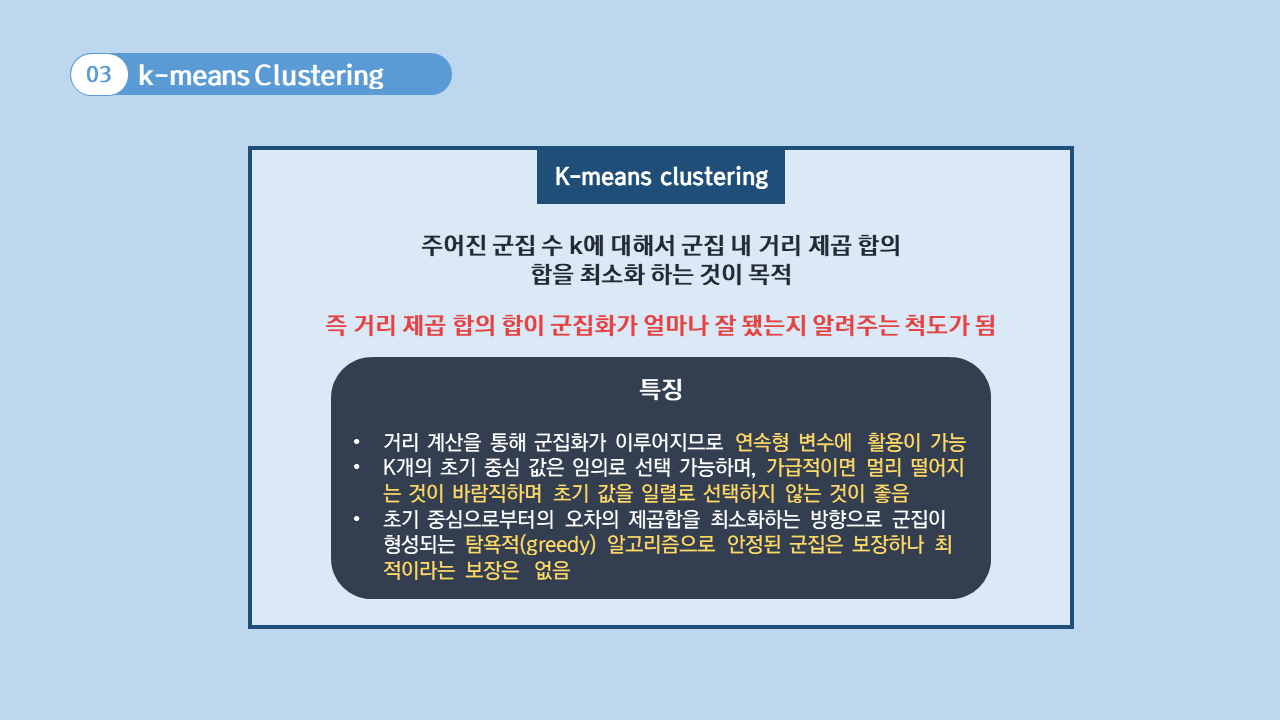 03 k-means Clustering
K-means clustering
주어진 군집 수 k에 대해서 군집 내 거리 제곱 합의
합을 최소화 하는 것이 목적
즉 거리 제곱 합의 합이 군집화가 얼마나 잘 됐는지 알려주는 척도가 됨
특징
• 거리 계산을 통해 군집화가 이루어지므로 연속형 변수에 활용이 가능
• K개의 초기 중심 값은 임의로 선택 가능하며, 가급적이면 멀리 떨어지
는 것이 바람직하며 초기 값을 일렬로 선택하지 않는 것이 좋음
• 초기 중심으로부터의 오차의 제곱합을 최소화하는 방향으로 군집이
형성되는 탐욕적(greedy) 알고리즘으로 안정된 군집은 보장하나 최
적이라는 보장은 없음